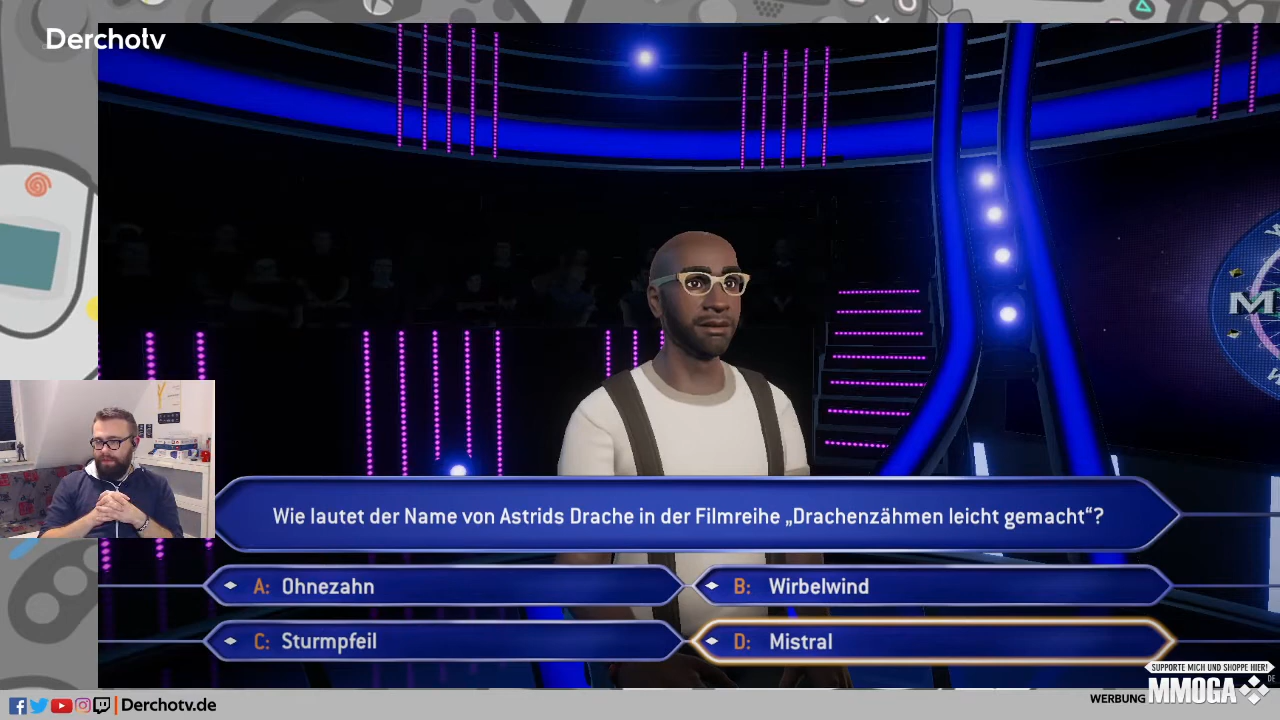 Derchotv
Wie lautet der Name von Astrids Drache in der Filmreihe „Drachenzähmen leicht gemacht“?
A: Ohnezahn
B: Wirbelwind
C: Sturmpfeil
D: Mistral
SUPPORTE MICH UND SHOPPE HIER!
WERBUNG MMOGA .DE
Derchotv.de